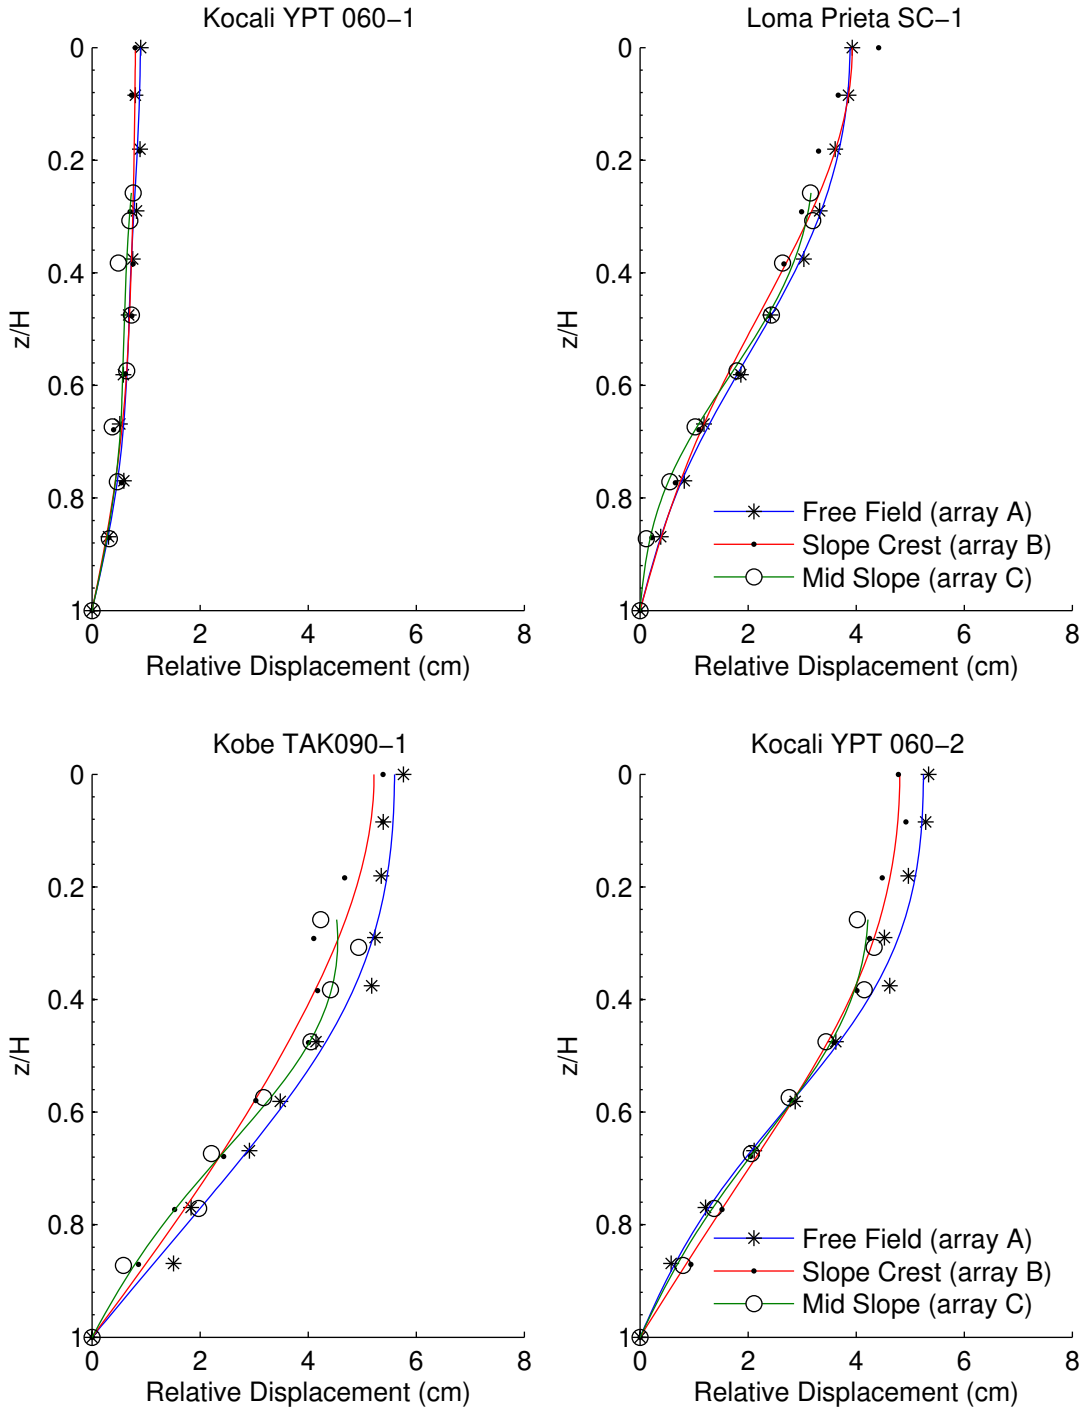 Kocali YPT 060−1
0
0.2
0.4
0.6
0.8
1
z/H
0 2 4 6 8
Relative Displacement (cm)
Loma Prieta SC−1
0
0.2
0.4
0.6
0.8
1
z/H
Free Field (array A)
Slope Crest (array B)
Mid Slope (array C)
0 2 4 6 8
Relative Displacement (cm)
Kobe TAK090−1
0
0.2
0.4
0.6
0.8
1
z/H
0 2 4 6 8
Relative Displacement (cm)
Kocali YPT 060−2
0
0.2
0.4
0.6
0.8
1
z/H
Free Field (array A)
Slope Crest (array B)
Mid Slope (array C)
0 2 4 6 8
Relative Displacement (cm)